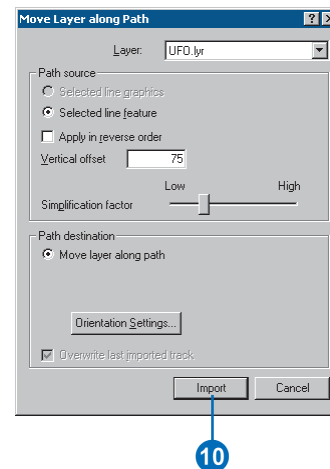 Move Layer along Path
Layer: UFO.lyr
Path source
Selected line graphics
Selected line feature
Apply in reverse order
Vertical offset 75
Low High
Simplification factor
Path destination
Move layer along path
Orientation Settings...
Overwrite last imported track
Import Cancel
10